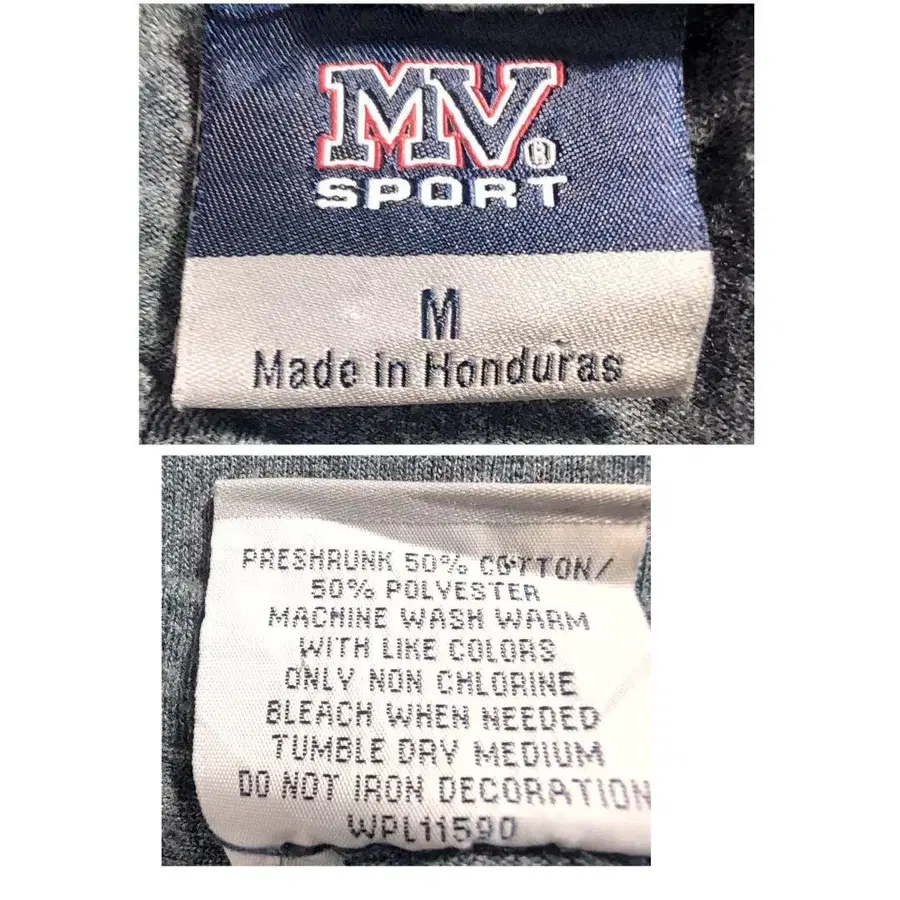 MV®
SPORT
M
Made in Honduras
PRESHRUNK 50% COTTON/
50% POLYESTER
MACHINE WASH WARM
WITH LIKE COLORS
ONLY NON CHLORINE
BLEACH WHEN NEEDED
TUMBLE DRY MEDIUM
DO NOT IRON DECORATION
WPL11590